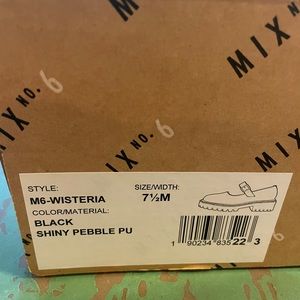 MIX NO. 6
MIX NO. 6
MIX NO. 6
STYLE: SIZE/WIDTH:
M6-WISTERIA 7½M
COLOR/MATERIAL:
BLACK
SHINY PEBBLE PU
1 90234 83522 3